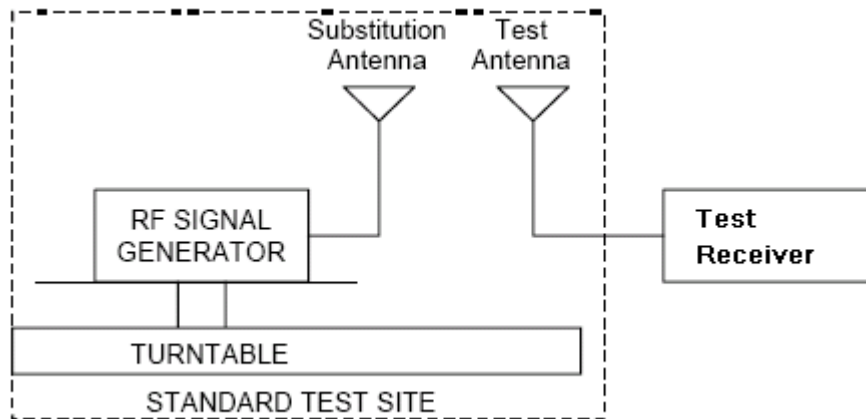 Substitution
Antenna
Test
Antenna
RF SIGNAL
GENERATOR
Test
Receiver
TURNTABLE
STANDARD TEST SITE